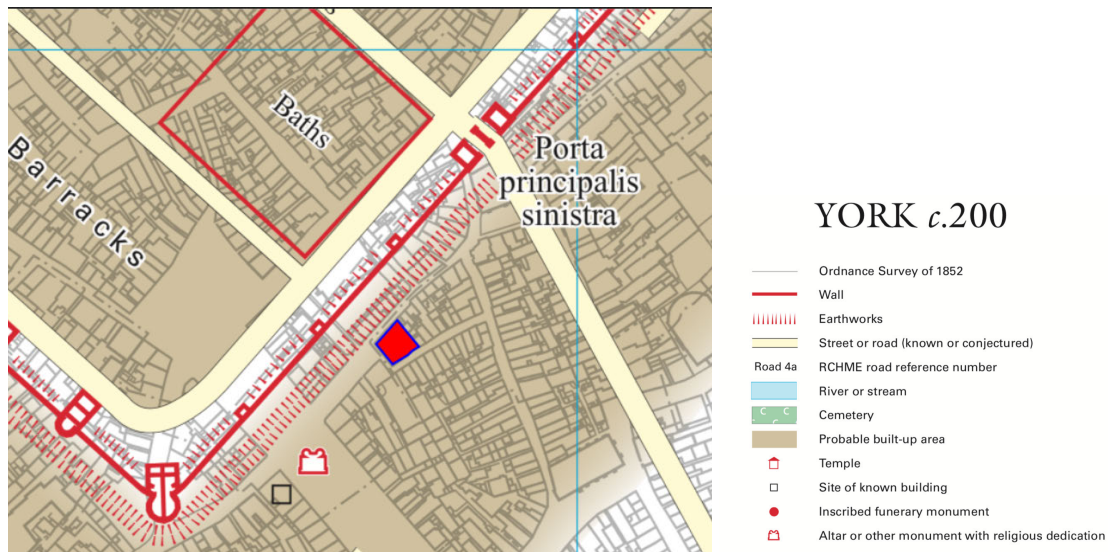 Baths
Barracks
Porta
principalis
sinistra
YORK c.200
Ordnance Survey of 1852
Wall
Earthworks
Street or road (known or conjectured)
Road 4a RCHME road reference number
River or stream
C C C Cemetery
Probable built-up area
Temple
Site of known building
Inscribed funerary monument
Altar or other monument with religious dedication